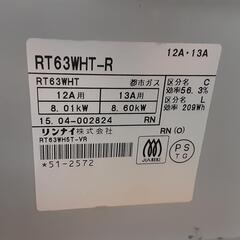 RT63WHT-R
12A・13A
RT63WHT 都市ガス
12A用 13A用
8.01kW 8.60kW
区分名 C
効率56.3%
区分名 L
効率 209Wh
15.04-002824 RN
リンナイ株式会社 RN (0)
RT63WH5T-VR
*51-2572
JIA
PS
TG